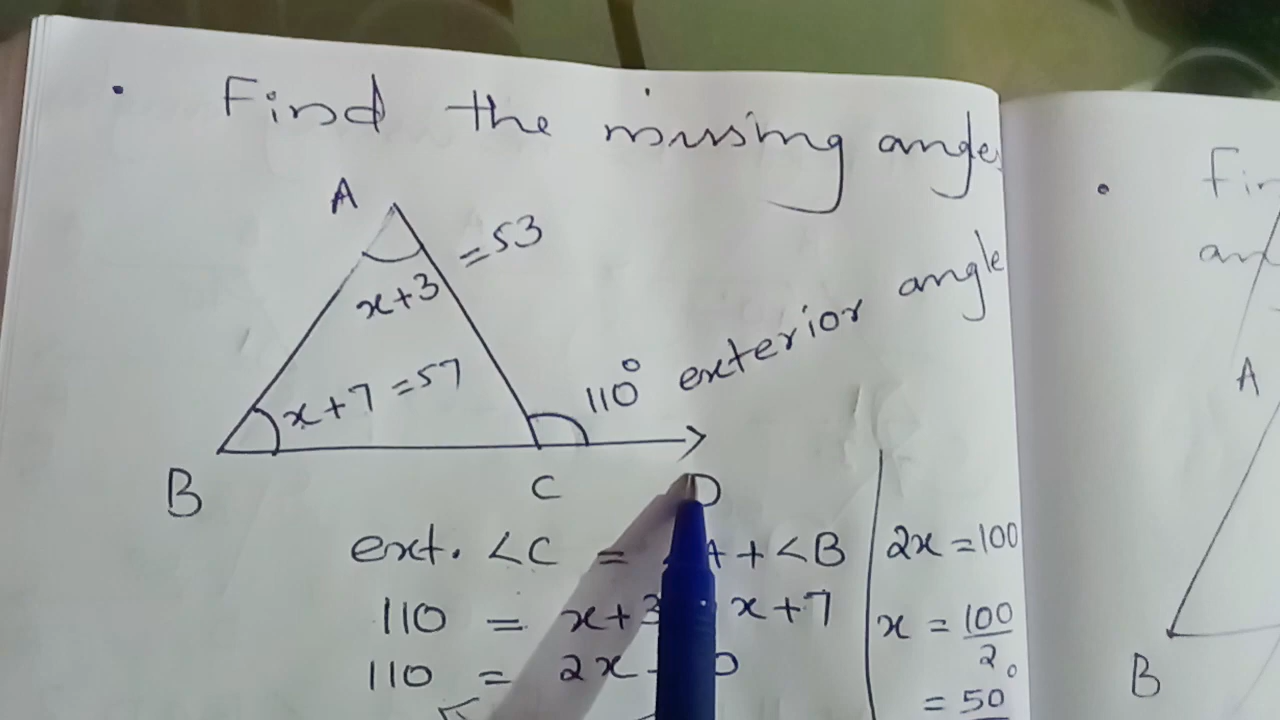 . Find the missing angle
A
= 53
x+3
x+7 = 57
110° exterior angle
B
C
D
ext. <C = A + <B
110 = x+3 x+7
110 = 2x
2x = 100
x = 100
2
= 50°
.
A
B